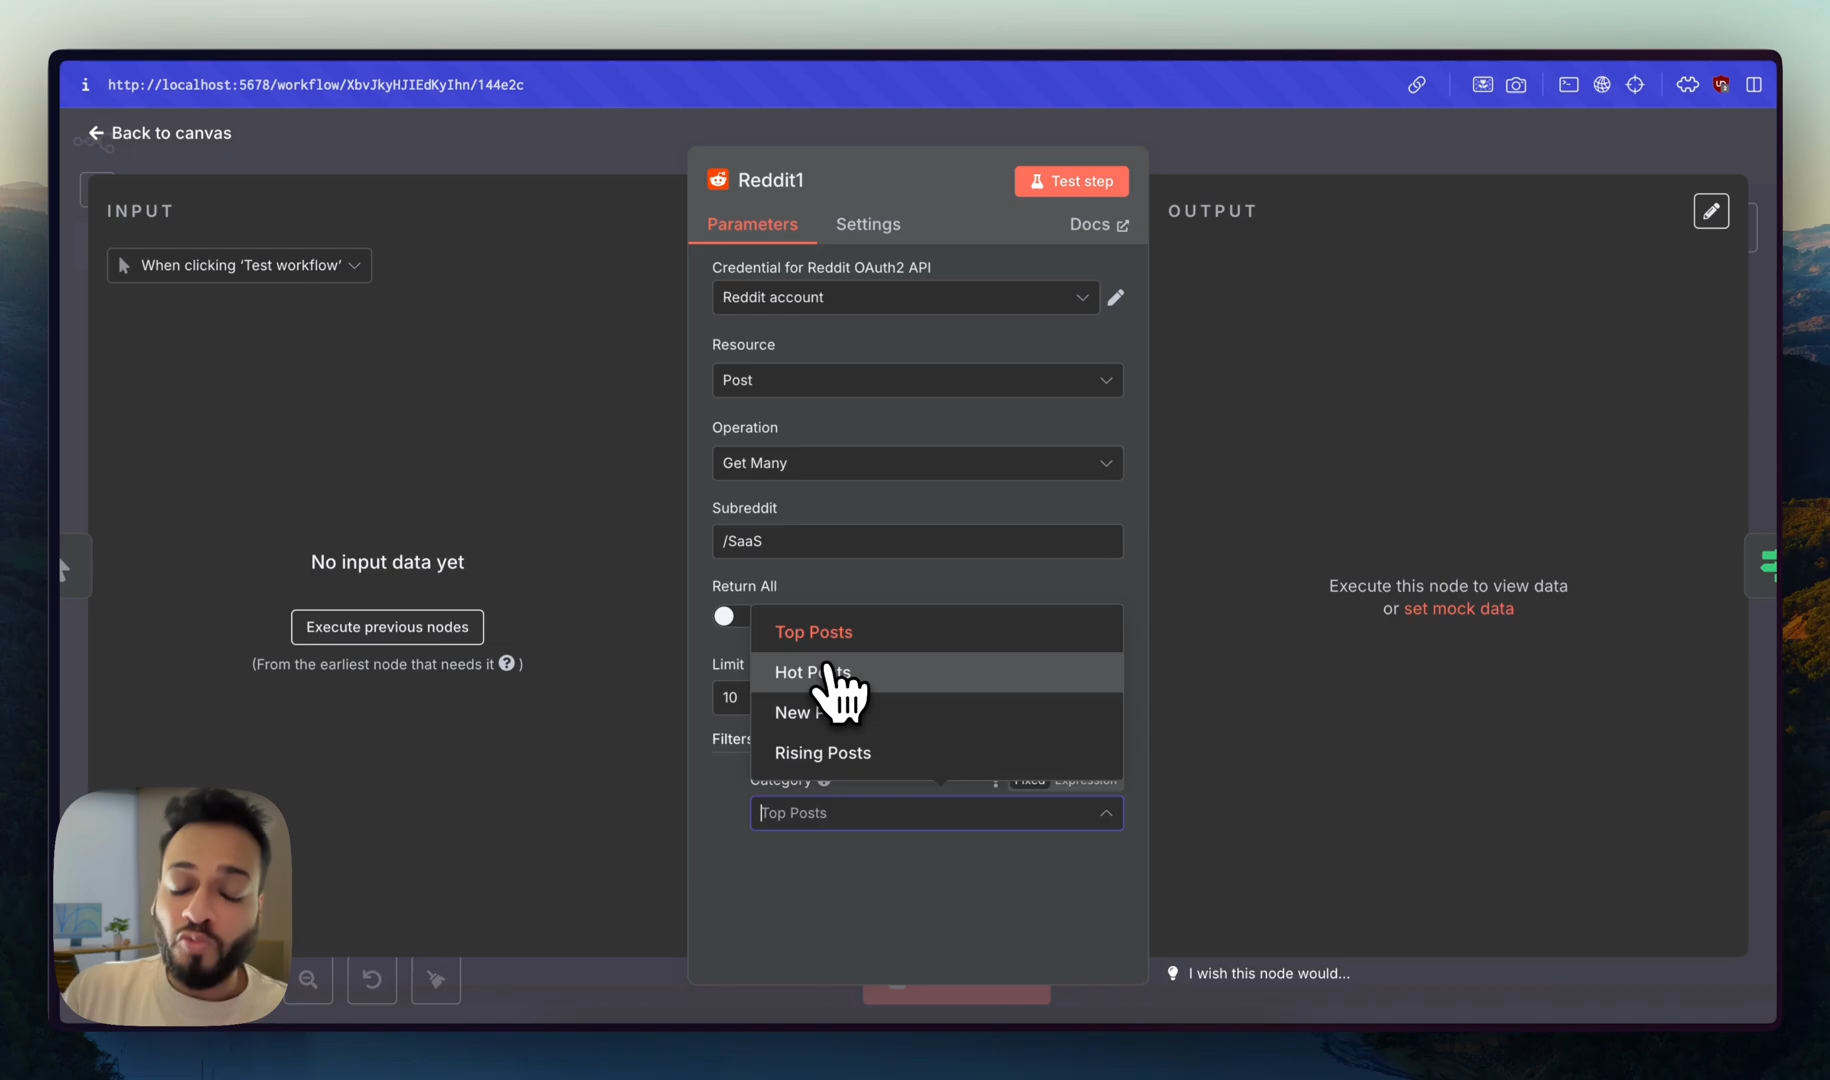 http://localhost:5678/workflow/XbvJkyHJIEdKyIhn/144e2c
Back to canvas
INPUT
When clicking ‘Test workflow’
No input data yet
Execute previous nodes
(From the earliest node that needs it ? )
Reddit1
Test step
Parameters
Settings
Docs
Credential for Reddit OAuth2 API
Reddit account
Resource
Post
Operation
Get Many
Subreddit
/SaaS
Return All
Top Posts
Limit
Hot Posts
10
New
Filters
Rising Posts
Category
Fixed
Expression
Top Posts
OUTPUT
Execute this node to view data
or set mock data
I wish this node would...